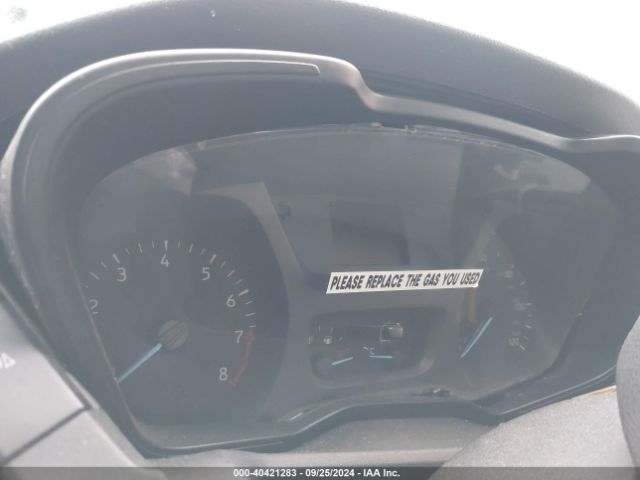 2 3 4 5 6 7 8
PLEASE REPLACE THE GAS YOU USED
000-40421283 - 09/25/2024 - IAA Inc.